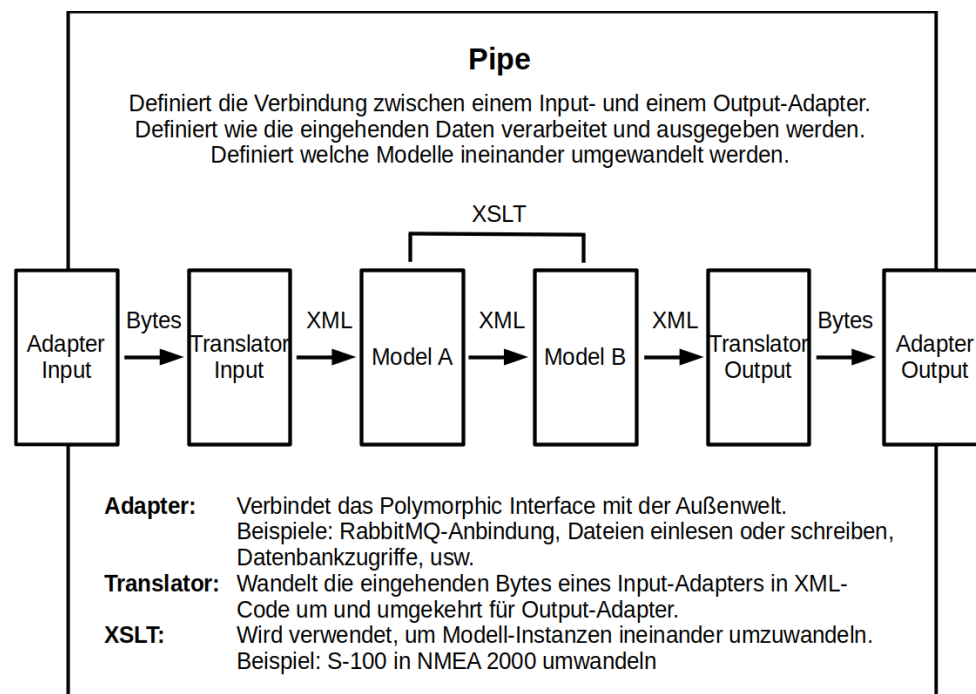 Pipe
Definiert die Verbindung zwischen einem Input- und einem Output-Adapter.
Definiert wie die eingehenden Daten verarbeitet und ausgegeben werden.
Definiert welche Modelle ineinander umgewandelt werden.
XSLT
Adapter
Input
Bytes
Translator
Input
XML
Model A
XML
Model B
XML
Translator
Output
Bytes
Adapter
Output
Adapter: Verbindet das Polymorphic Interface mit der Außenwelt.
Beispiele: RabbitMQ-Anbindung, Dateien einlesen oder schreiben,
Datenbankzugriffe, usw.
Translator: Wandelt die eingehenden Bytes eines Input-Adapters in XML-
Code um und umgekehrt für Output-Adapter.
XSLT: Wird verwendet, um Modell-Instanzen ineinander umzuwandeln.
Beispiel: S-100 in NMEA 2000 umwandeln